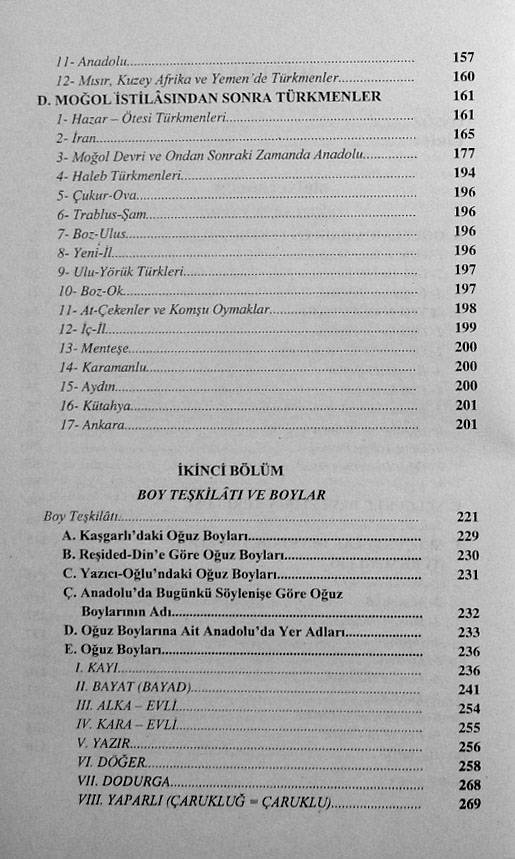 11- Anadolu.......... 157
12- Mısır, Kuzey Afrika ve Yemen'de Türkmenler.......... 160
D. MOĞOL İSTİLÂSINDAN SONRA TÜRKMENLER 161
1- Hazar – Ötesi Türkmenleri.......... 161
2- İran.......... 165
3- Moğol Devri ve Ondan Sonraki Zamanda Anadolu.......... 177
4- Haleb Türkmenleri.......... 194
5- Çukur-Ova.......... 196
6- Trablus-Şam.......... 196
7- Boz-Ulus.......... 196
8- Yeni-İl.......... 196
9- Ulu-Yörük Türkleri.......... 197
10- Boz-Ok.......... 197
11- At-Çekenler ve Komşu Oymaklar.......... 198
12- İç-İl.......... 199
13- Menteşe.......... 200
14- Karamanlu.......... 200
15- Aydın.......... 200
16- Kütahya.......... 201
17- Ankara.......... 201
İKİNCİ BÖLÜM
BOY TEŞKİLÂTI VE BOYLAR
Boy Teşkilâtı.......... 221
A. Kaşgarlı'daki Oğuz Boyları.......... 229
B. Reşided-Din'e Göre Oğuz Boyları.......... 230
C. Yazıcı-Oğlu'ndaki Oğuz Boyları.......... 231
Ç. Anadolu'da Bugünkü Söylenişe Göre Oğuz
Boylarının Adı.......... 232
D. Oğuz Boylarına Ait Anadolu'da Yer Adları.......... 233
E. Oğuz Boyları.......... 236
I. KAYI.......... 236
II. BAYAT (BAYAD).......... 241
III. ALKA – EVLİ.......... 254
IV. KARA – EVLİ.......... 255
V. YAZIR.......... 256
VI. DÖĞER.......... 258
VII. DODURGA.......... 268
VIII. YAPARLI (ÇARUKLUĞ = ÇARUKLU).......... 269